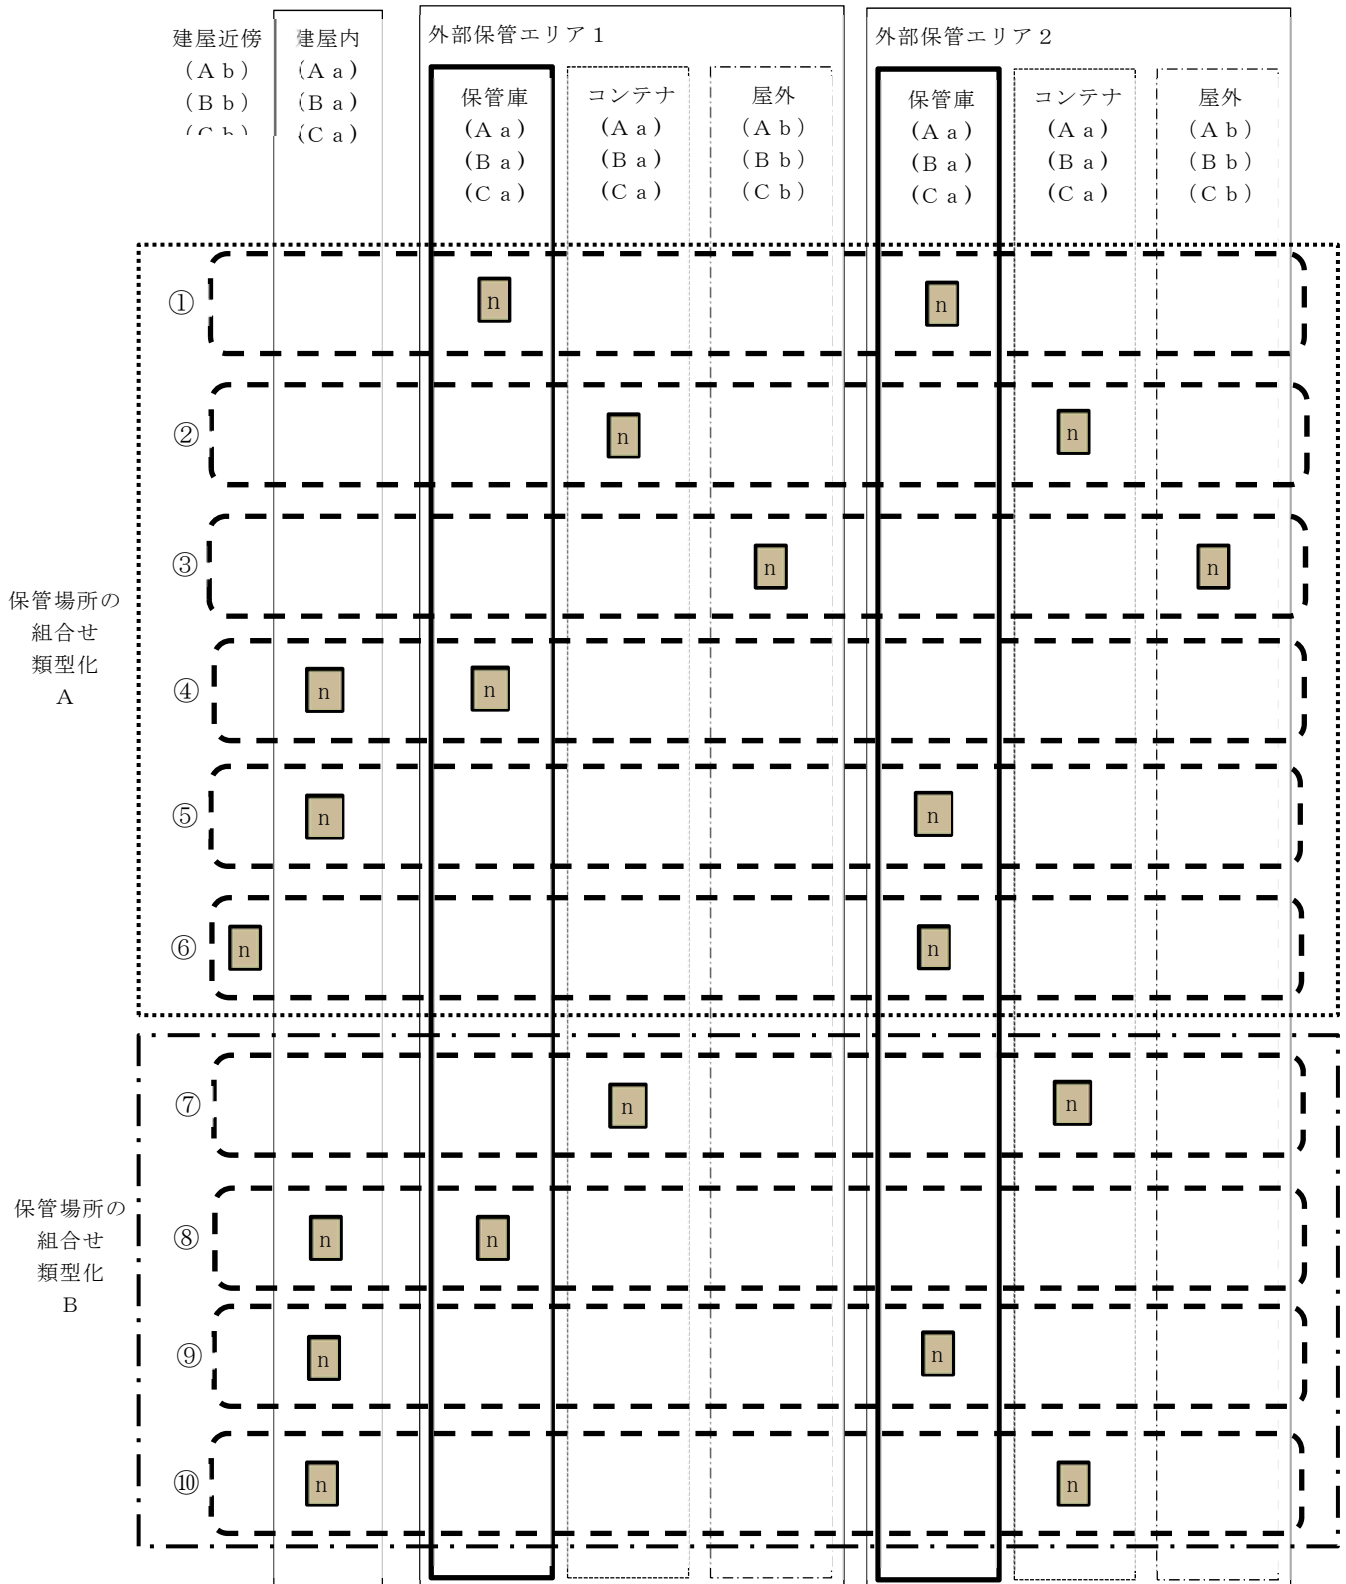 建屋近傍
（Ａｂ）
（Ｂｂ）
（Ｃｂ）
建屋内
（Ａａ）
（Ｂａ）
（Ｃａ）
外部保管エリア１
保管庫
（Ａａ）
（Ｂａ）
（Ｃａ）
コンテナ
（Ａａ）
（Ｂａ）
（Ｃａ）
屋外
（Ａｂ）
（Ｂｂ）
（Ｃｂ）
外部保管エリア２
保管庫
（Ａａ）
（Ｂａ）
（Ｃａ）
コンテナ
（Ａａ）
（Ｂａ）
（Ｃａ）
屋外
（Ａｂ）
（Ｂｂ）
（Ｃｂ）
保管場所の
組合せ
類型化
Ａ
① n n
② n n
③ n n
④ n n
⑤ n n
⑥ n n
保管場所の
組合せ
類型化
Ｂ
⑦ n n
⑧ n n
⑨ n n
⑩ n n